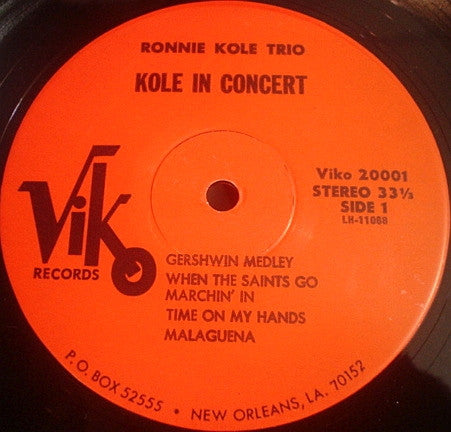 RONNIE KOLE TRIO
KOLE IN CONCERT
Viko
RECORDS
Viko 20001
STEREO 33⅓
SIDE 1
LH-11088
GERSHWIN MEDLEY
WHEN THE SAINTS GO
MARCHIN' IN
TIME ON MY HANDS
MALAGUENA
P.O. BOX 52555 • NEW ORLEANS, LA. 70152